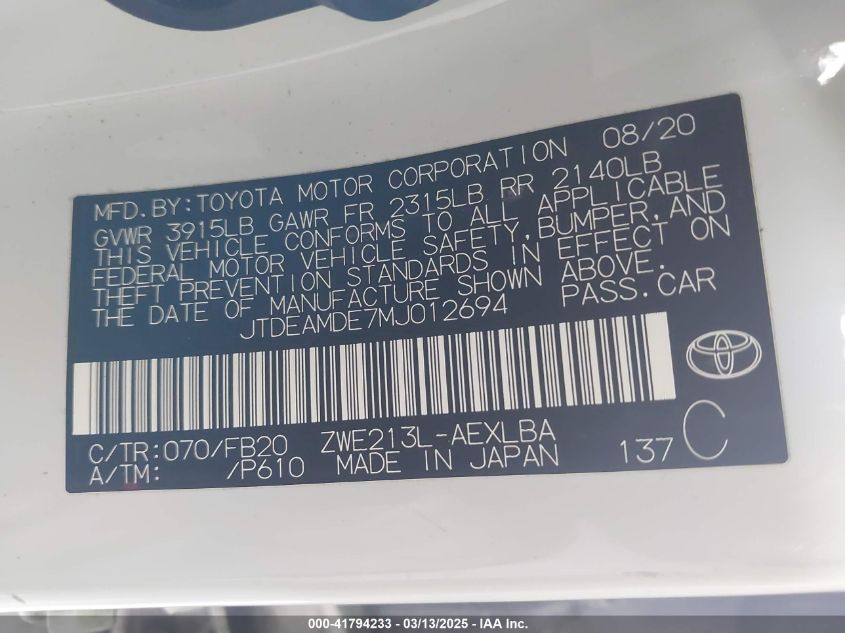 08/20
MFD. BY: TOYOTA MOTOR CORPORATION
GVWR 3915LB GAWR FR 2315LB RR 2140LB
THIS VEHICLE CONFORMS TO ALL APPLICABLE
FEDERAL MOTOR VEHICLE SAFETY, BUMPER, AND
THEFT PREVENTION STANDARDS IN EFFECT ON
THE DATE OF MANUFACTURE SHOWN ABOVE.
JTDEAMDE7MJ012694 PASS. CAR
C/TR: 070/FB20 ZWE213L-AEXLBA
A/TM: /P610 MADE IN JAPAN 137 C
000-41794233 - 03/13/2025 - IAA, Inc.